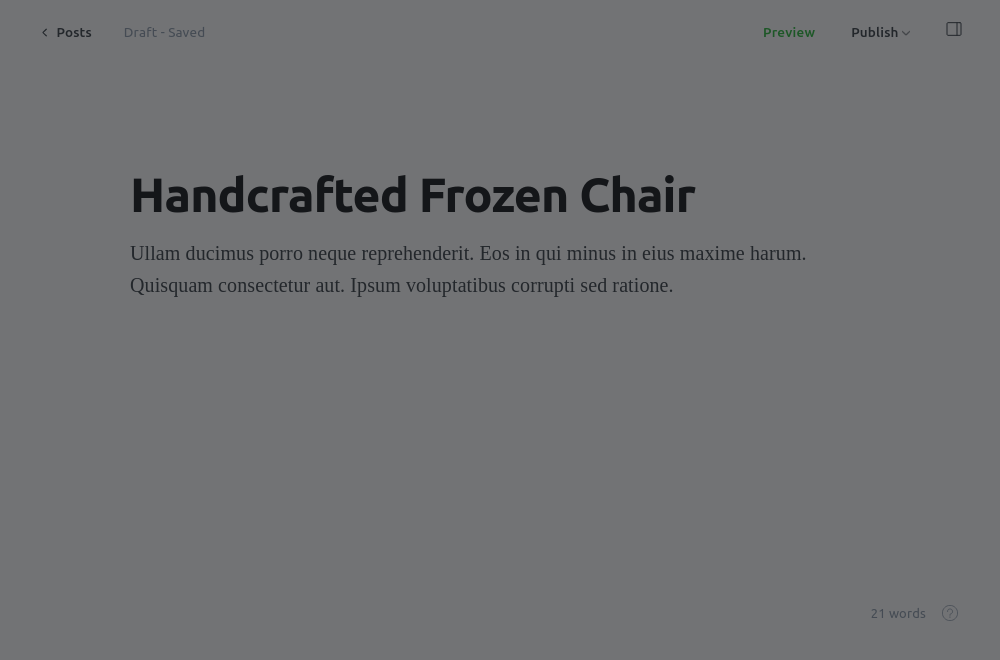 Posts
Draft - Saved
Preview
Publish
Handcrafted Frozen Chair
Ullam ducimus porro neque reprehenderit. Eos in qui minus in eius maxime harum.
Quisquam consectetur aut. Ipsum voluptatibus corrupti sed ratione.
21 words
?